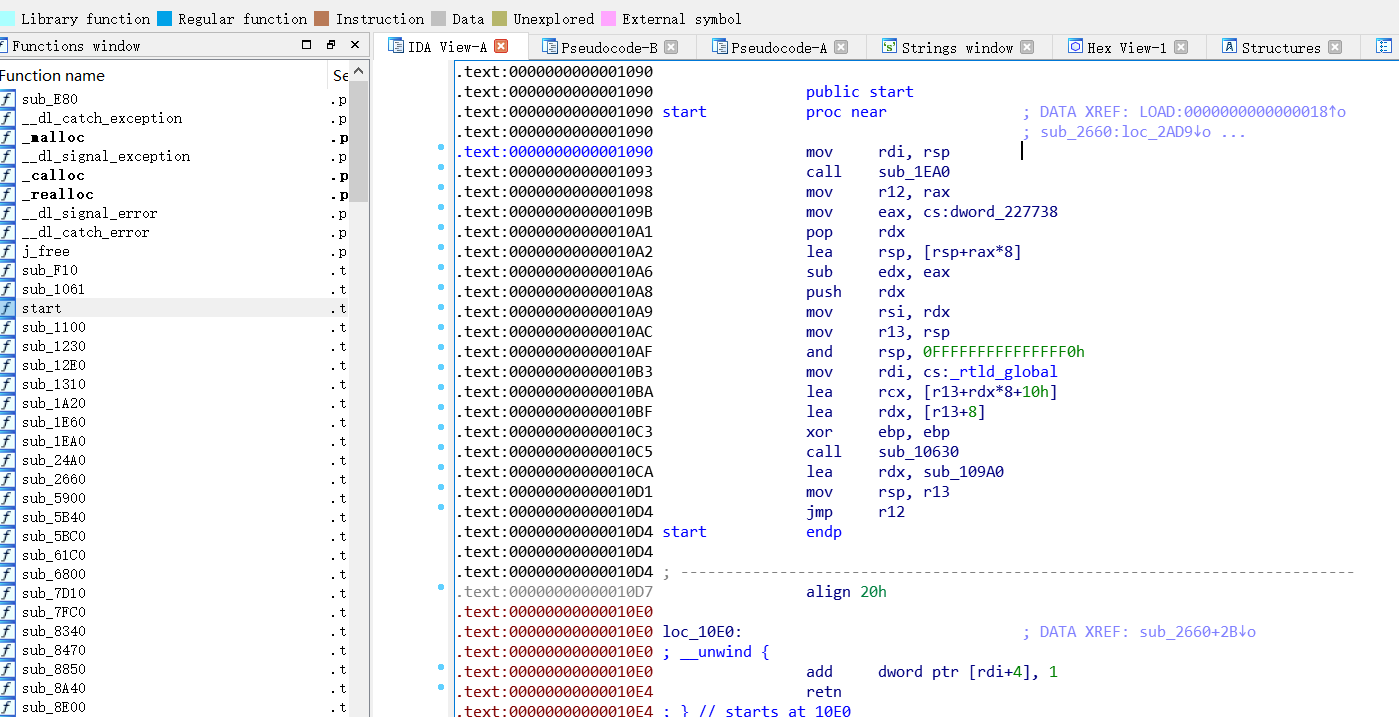 Library function Regular function Instruction Data Unexplored External symbol
Functions window
IDA View-A Pseudocode-B Pseudocode-A Strings window Hex View-1 Structures
Function name Se
sub_E80 .p
__dl_catch_exception .p
_malloc .p
__dl_signal_exception .p
_calloc .p
_realloc .p
__dl_signal_error .p
__dl_catch_error .p
j_free .p
sub_F10 .t
sub_1061 .t
start .t
sub_1100 .t
sub_1230 .t
sub_12E0 .t
sub_1310 .t
sub_1A20 .t
sub_1E60 .t
sub_1EA0 .t
sub_24A0 .t
sub_2660 .t
sub_5900 .t
sub_5B40 .t
sub_5BC0 .t
sub_61C0 .t
sub_6800 .t
sub_7D10 .t
sub_7FC0 .t
sub_8340 .t
sub_8470 .t
sub_8850 .t
sub_8A40 .t
sub_8E00 .t
.text:0000000000001090
.text:0000000000001090 public start
.text:0000000000001090 start proc near ; DATA XREF: LOAD:0000000000000018↑o
.text:0000000000001090 ; sub_2660:loc_2AD9↓o ...
.text:0000000000001090 mov rdi, rsp
.text:0000000000001093 call sub_1EA0
.text:0000000000001098 mov r12, rax
.text:000000000000109B mov eax, cs:dword_227738
.text:00000000000010A1 pop rdx
.text:00000000000010A2 lea rsp, [rsp+rax*8]
.text:00000000000010A6 sub edx, eax
.text:00000000000010A8 push rdx
.text:00000000000010A9 mov rsi, rdx
.text:00000000000010AC mov r13, rsp
.text:00000000000010AF and rsp, 0FFFFFFFFFFFFFFF0h
.text:00000000000010B3 mov rdi, cs:_rtld_global
.text:00000000000010BA lea rcx, [r13+rdx*8+10h]
.text:00000000000010BF lea rdx, [r13+8]
.text:00000000000010C3 xor ebp, ebp
.text:00000000000010C5 call sub_10630
.text:00000000000010CA lea rdx, sub_109A0
.text:00000000000010D1 mov rsp, r13
.text:00000000000010D4 jmp r12
.text:00000000000010D4 start endp
.text:00000000000010D4
.text:00000000000010D4 ; ---------------------------------------------------------------------------
.text:00000000000010D7 align 20h
.text:00000000000010E0
.text:00000000000010E0 loc_10E0: ; DATA XREF: sub_2660+2B↓o
.text:00000000000010E0 ; __unwind {
.text:00000000000010E0 add dword ptr [rdi+4], 1
.text:00000000000010E4 retn
.text:00000000000010E4 ; } // starts at 10E0